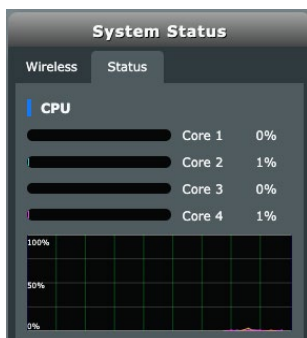 System Status
Wireless Status
CPU
Core 1 0%
Core 2 1%
Core 3 0%
Core 4 1%
100%
50%
0%